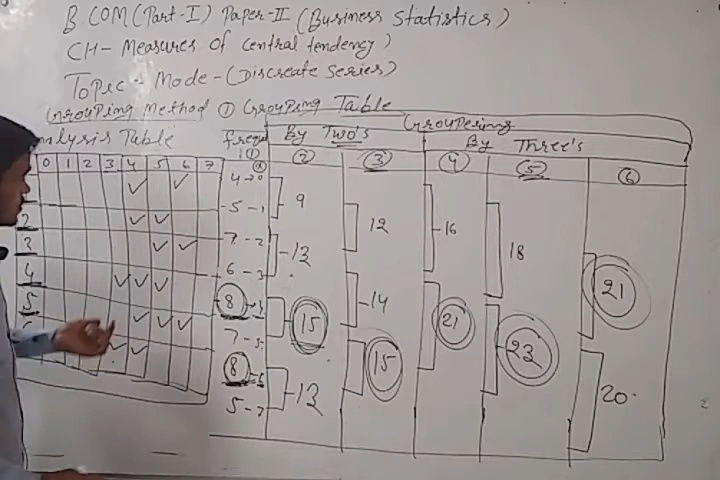 B COM (Part-I) Paper-II (Business Statistics)
CH- Measures of central tendency)
Topic - Mode - (Discreate Series)
Grouping Method ① Grouping Table
nalysis Table
Groupering
By Two's
By Three's
① ② ③ ④ ⑤ ⑥
0 1 2 3 4 5 6 7
2
3
4
5
4 → 0
5 - 1
7 - 2
6 - 3
8 - 4
7 - 5
8 - 6
5 - 7
9
13
15
13
12
14
15
16
21
18
23
21
20